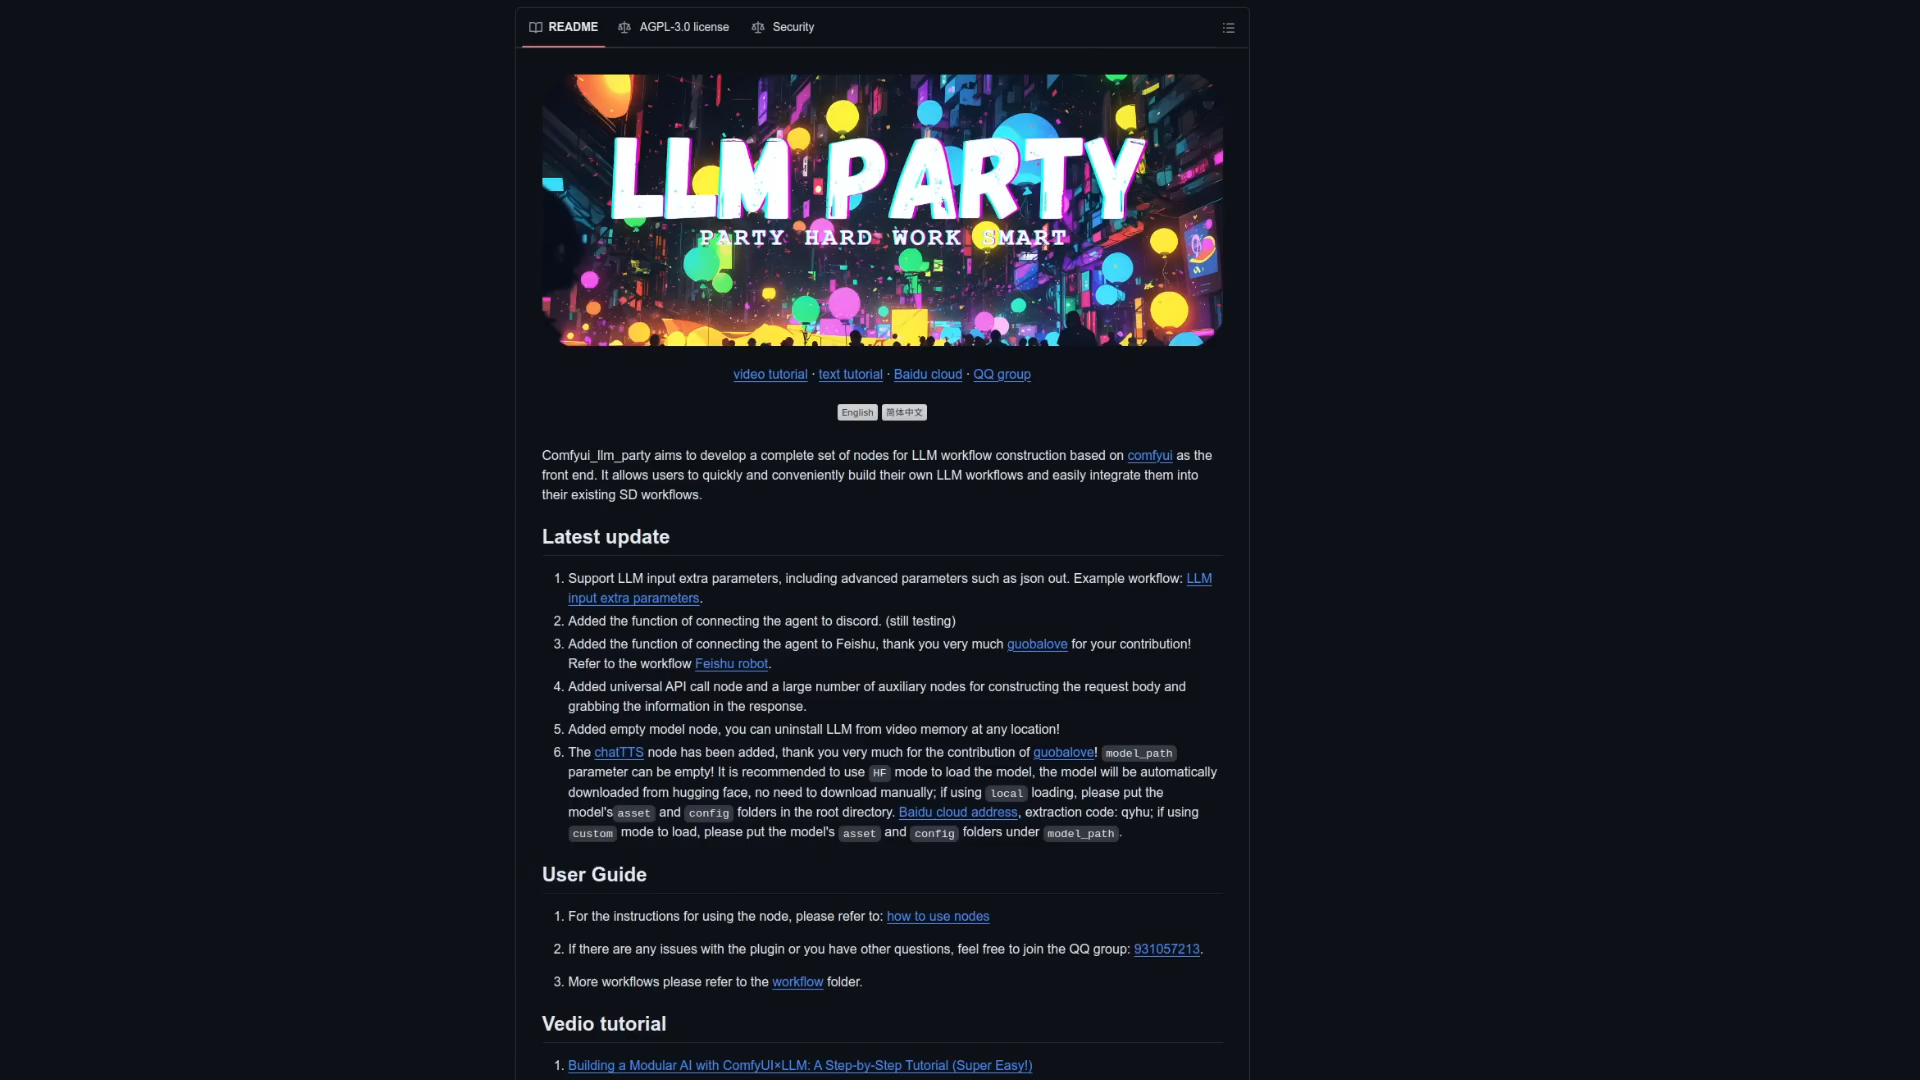 README
AGPL-3.0 license
Security
LLM PARTY
PARTY HARD WORK SMART
video tutorial · text tutorial · Baidu cloud · QQ group
English 简体中文
Comfyui_llm_party aims to develop a complete set of nodes for LLM workflow construction based on comfyui as the
front end. It allows users to quickly and conveniently build their own LLM workflows and easily integrate them into
their existing SD workflows.
Latest update
1. Support LLM input extra parameters, including advanced parameters such as json out. Example workflow: LLM
input extra parameters.
2. Added the function of connecting the agent to discord. (still testing)
3. Added the function of connecting the agent to Feishu, thank you very much guobalove for your contribution!
Refer to the workflow Feishu robot.
4. Added universal API call node and a large number of auxiliary nodes for constructing the request body and
grabbing the information in the response.
5. Added empty model node, you can uninstall LLM from video memory at any location!
6. The chatTTS node has been added, thank you very much for the contribution of guobalove! model_path
parameter can be empty! It is recommended to use HF mode to load the model, the model will be automatically
downloaded from hugging face, no need to download manually; if using local loading, please put the
model's asset and config folders in the root directory. Baidu cloud address, extraction code: qyhu; if using
custom mode to load, please put the model's asset and config folders under model_path.
User Guide
1. For the instructions for using the node, please refer to: how to use nodes
2. If there are any issues with the plugin or you have other questions, feel free to join the QQ group: 931057213.
3. More workflows please refer to the workflow folder.
Vedio tutorial
1. Building a Modular AI with ComfyUI×LLM: A Step-by-Step Tutorial (Super Easy!)